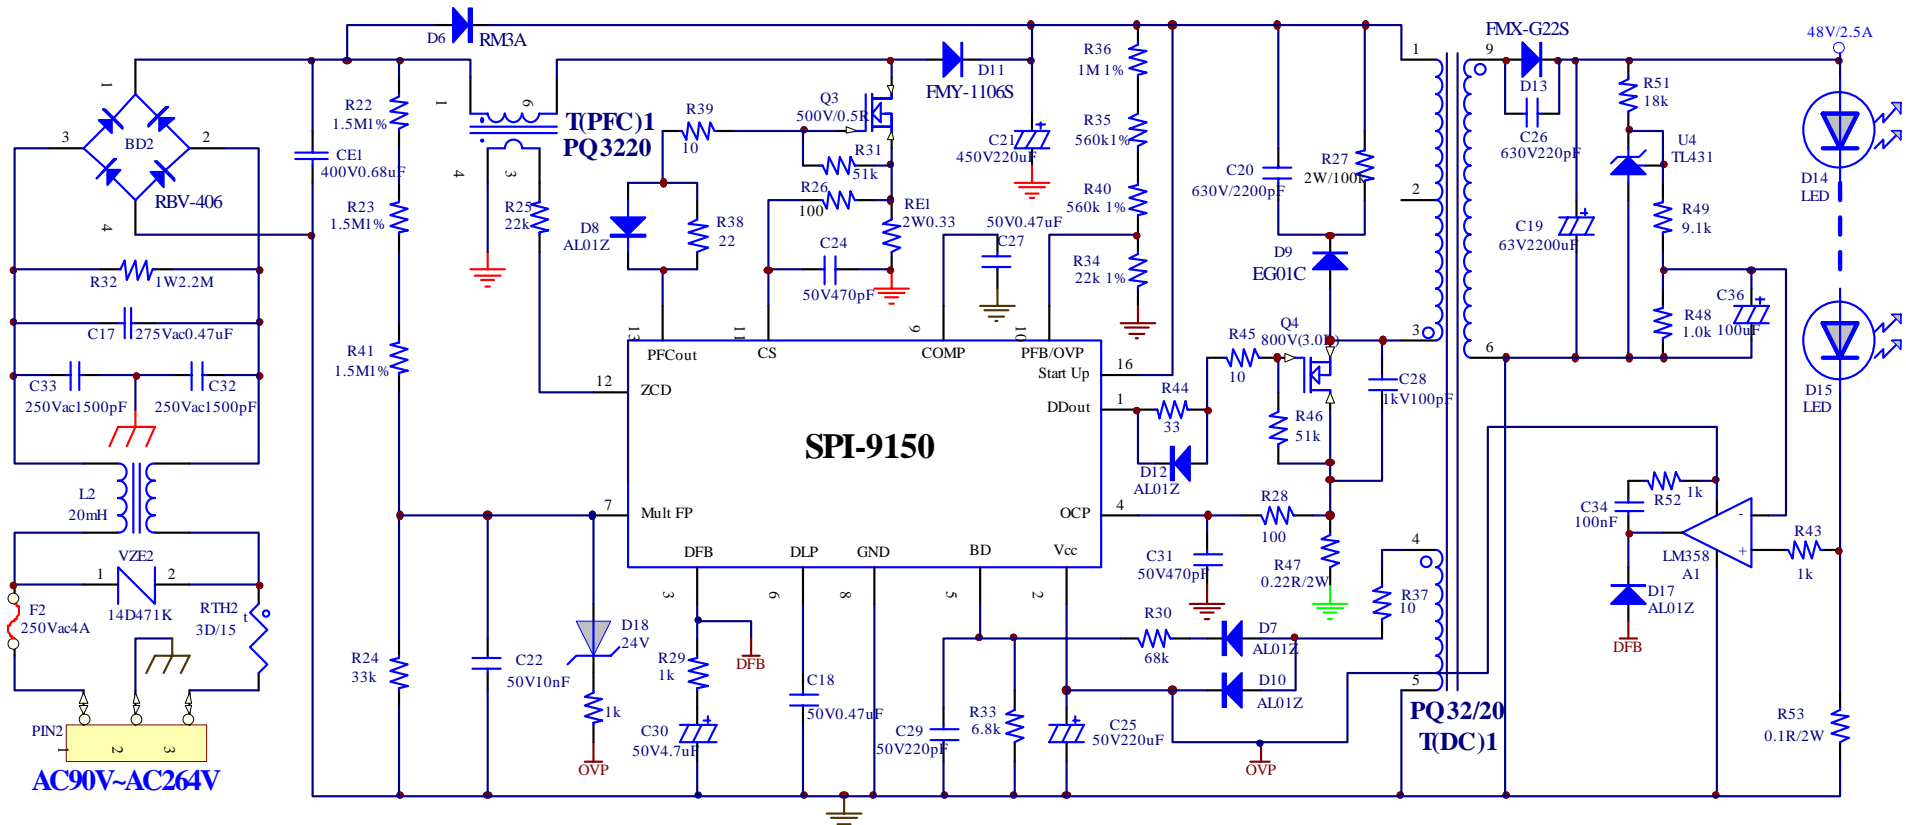 D6
RM3A
FMX-G22S
48V/2.5A
1
9
1
R36
1M 1%
D11
FMY-1106S
D13
R51
18k
R22
1.5M1%
1
6
T(PFC)1
PQ3220
R39
10
Q3
500V/0.5R
C26
630V220pF
U4
TL431
3
2
BD2
CE1
400V0.68uF
R31
51k
C21
450V220uF
R35
560k1%
C20
630V/2200pF
R27
2W/100k
D14
LED
RBV-406
4
3
R26
100
R40
560k 1%
2
4
R23
1.5M1%
R25
22k
D8
AL01Z
R38
22
RE1
2W0.33
50V0.47uF
C27
C19
63V2200uF
R49
9.1k
R32
1W2.2M
C24
50V470pF
R34
22k 1%
D9
EG01C
C36
100uF
R48
1.0k
C17
275Vac0.47uF
13
11
9
10
Q4
800V(3.0R)
3
6
R41
1.5M1%
PFCout
CS
COMP
PFB/OVP
16
Start Up
R45
10
C33
250Vac1500pF
C32
250Vac1500pF
12
ZCD
1
DDout
R44
33
C28
1kV100pF
D15
LED
R46
51k
SPI-9150
D12
AL01Z
L2
20mH
7
Mult FP
4
OCP
R28
100
R52
1k
C34
100nF
-
+
LM358
A1
R43
1k
VZE2
1
2
14D471K
DFB
DLP
GND
BD
Vcc
C31
50V470pF
R47
0.22R/2W
4
F2
250Vac4A
RTH2
t
3D/15
3
6
8
5
2
R37
10
D17
AL01Z
DFB
D18
24V
DFB
R30
68k
D7
AL01Z
R24
33k
C22
50V10nF
R29
1k
C18
50V0.47uF
D10
AL01Z
5
1k
C30
50V4.7uF
C29
50V220pF
R33
6.8k
C25
50V220uF
PQ32/20
T(DC)1
R53
0.1R/2W
PIN2
1
2
3
OVP
OVP
AC90V~AC264V